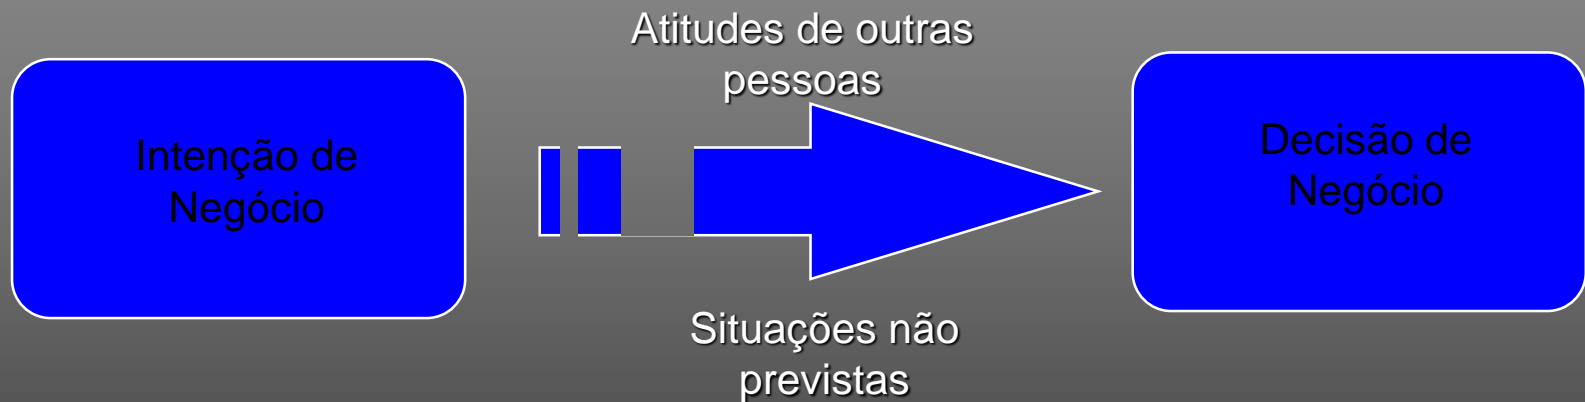 Atitudes de outras
pessoas
Intenção de
Negócio
Decisão de
Negócio
Situações não
previstas